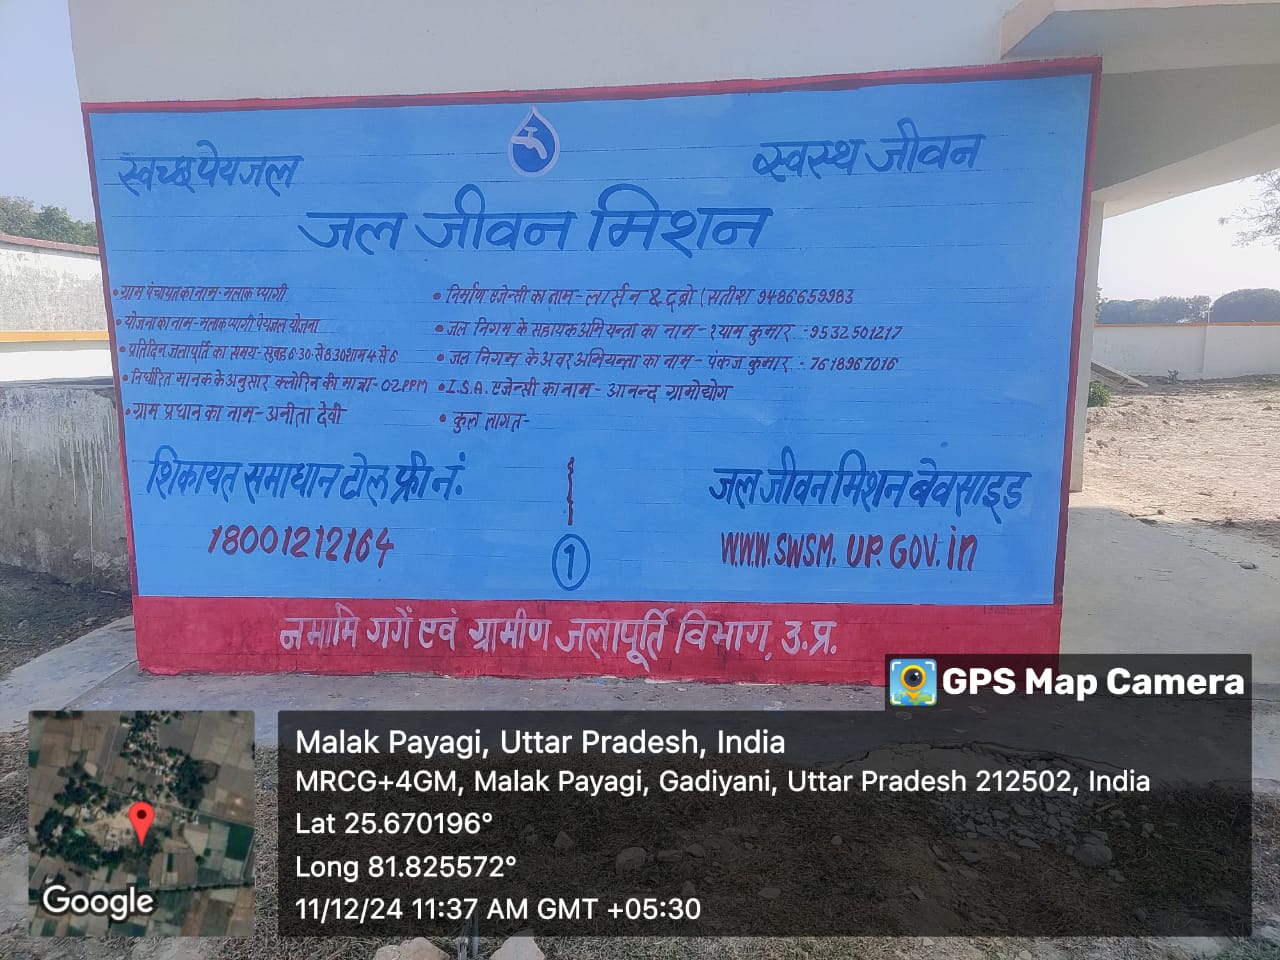 स्वच्छ पेयजल
स्वस्थ जीवन
जल जीवन मिशन
• ग्राम पंचायत का नाम- मलाक प्यागी
• योजना का नाम- मलाक प्यागी पेयजल योजना
• प्रतिदिन जलापूर्ति का समय- सुबह 6:30 से 8:30 शाम 4 से 6
• निर्धारित मानक के अनुसार क्लोरिन की मात्रा- 02 PPM
• ग्राम प्रधान का नाम- अनीता देवी
• निर्माण एजेन्सी का नाम- लार्सन & टूब्रो (सतीश 9486659983
• जल निगम के सहायक अभियन्ता का नाम- श्याम कुमार :9532501217
• जल निगम के अवर अभियन्ता का नाम- पंकज कुमार : 7618967016
• I.S.A. एजेन्सी का नाम- आनन्द ग्रामोद्योग
• कुल लागत-
शिकायत समाधान टोल फ्री नं.
18001212164
1
जल जीवन मिशन बेवसाइड
WWW.SWSM.UP.GOV.in
नमामि गगें एवं ग्रामीण जलापूर्ति विभाग, उ.प्र.
GPS Map Camera
Malak Payagi, Uttar Pradesh, India
MRCG+4GM, Malak Payagi, Gadiyani, Uttar Pradesh 212502, India
Lat 25.670196°
Long 81.825572°
11/12/24 11:37 AM GMT +05:30
Google